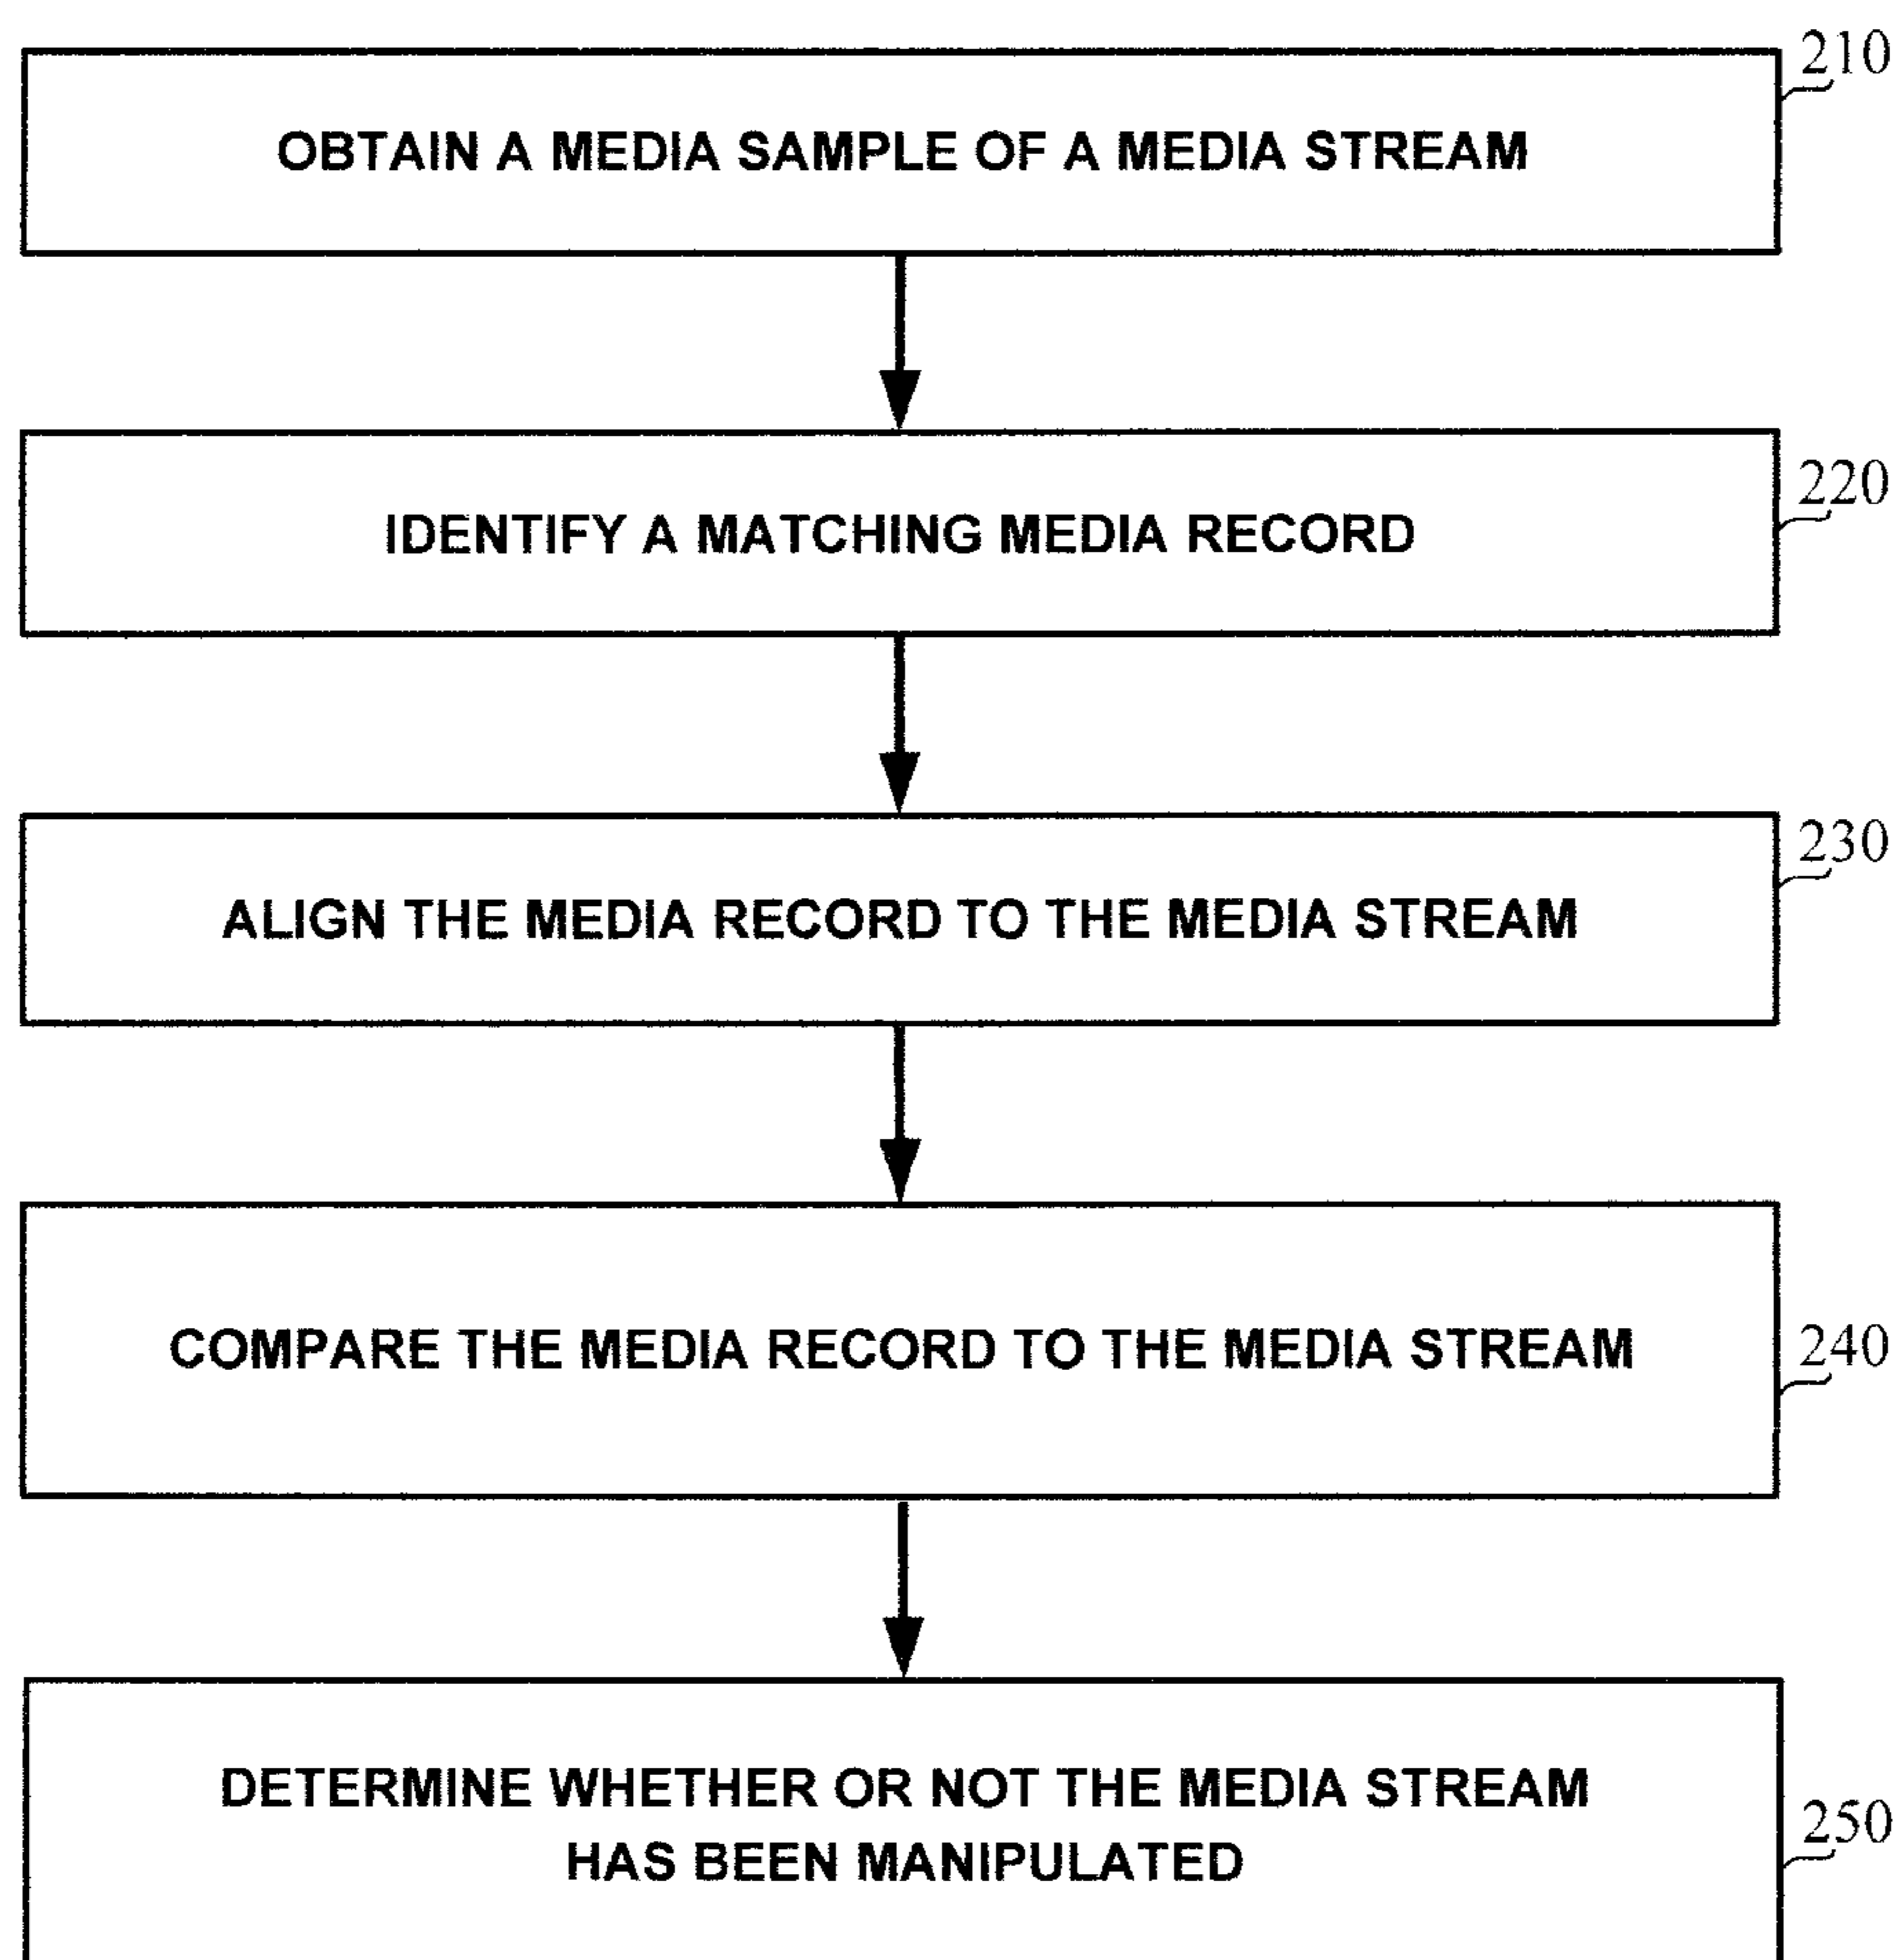 210
OBTAIN A MEDIA SAMPLE OF A MEDIA STREAM
220
IDENTIFY A MATCHING MEDIA RECORD
230
ALIGN THE MEDIA RECORD TO THE MEDIA STREAM
240
COMPARE THE MEDIA RECORD TO THE MEDIA STREAM
DETERMINE WHETHER OR NOT THE MEDIA STREAM
250
HAS BEEN MANIPULATED